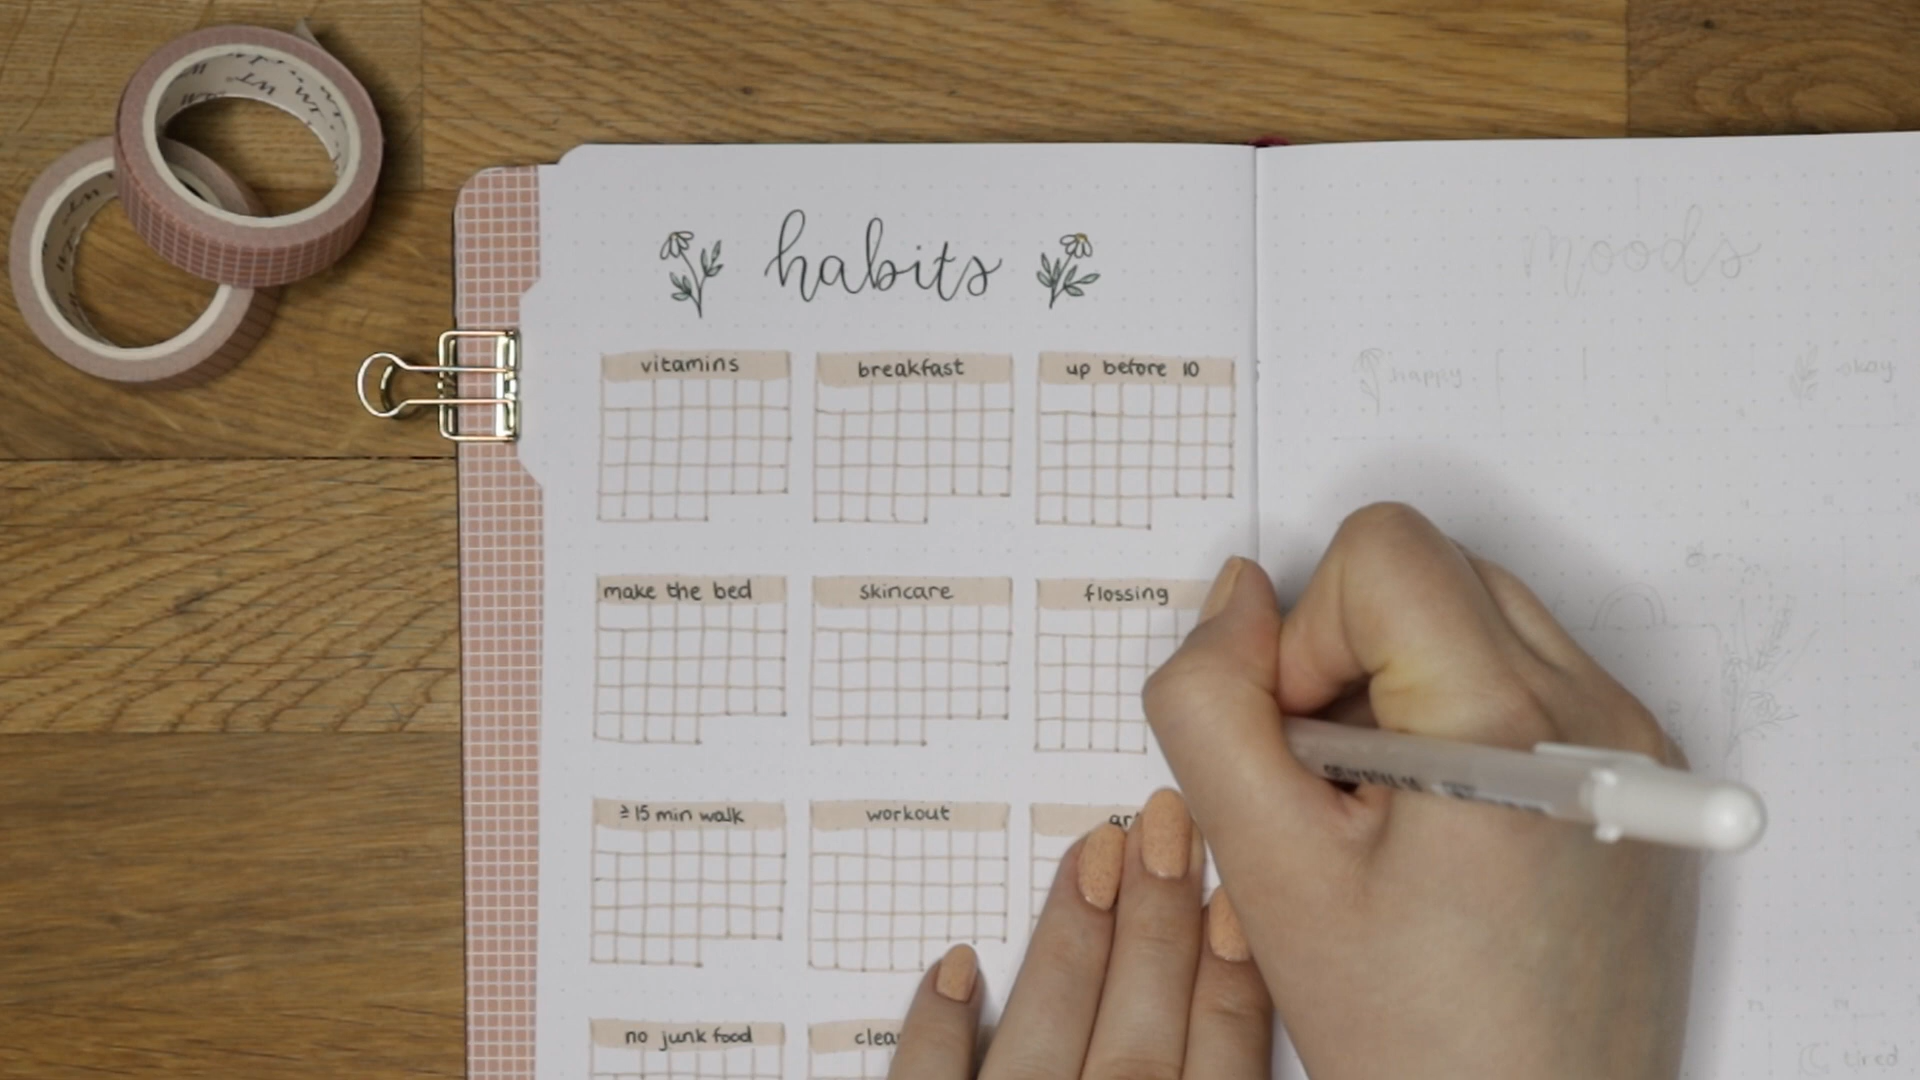 habits
moods
vitamins
breakfast
up before 10
happy
okay
make the bed
skincare
flossing
≥15 min walk
workout
no junk food
tired